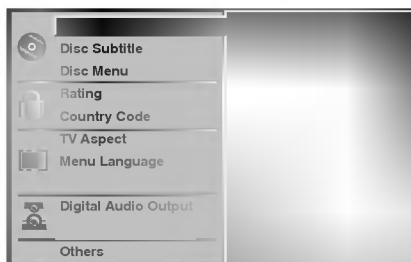 Disc Subtitle
Disc Menu
Rating
Country Code
TV Aspect
Menu Language
Digital Audio Output
Others